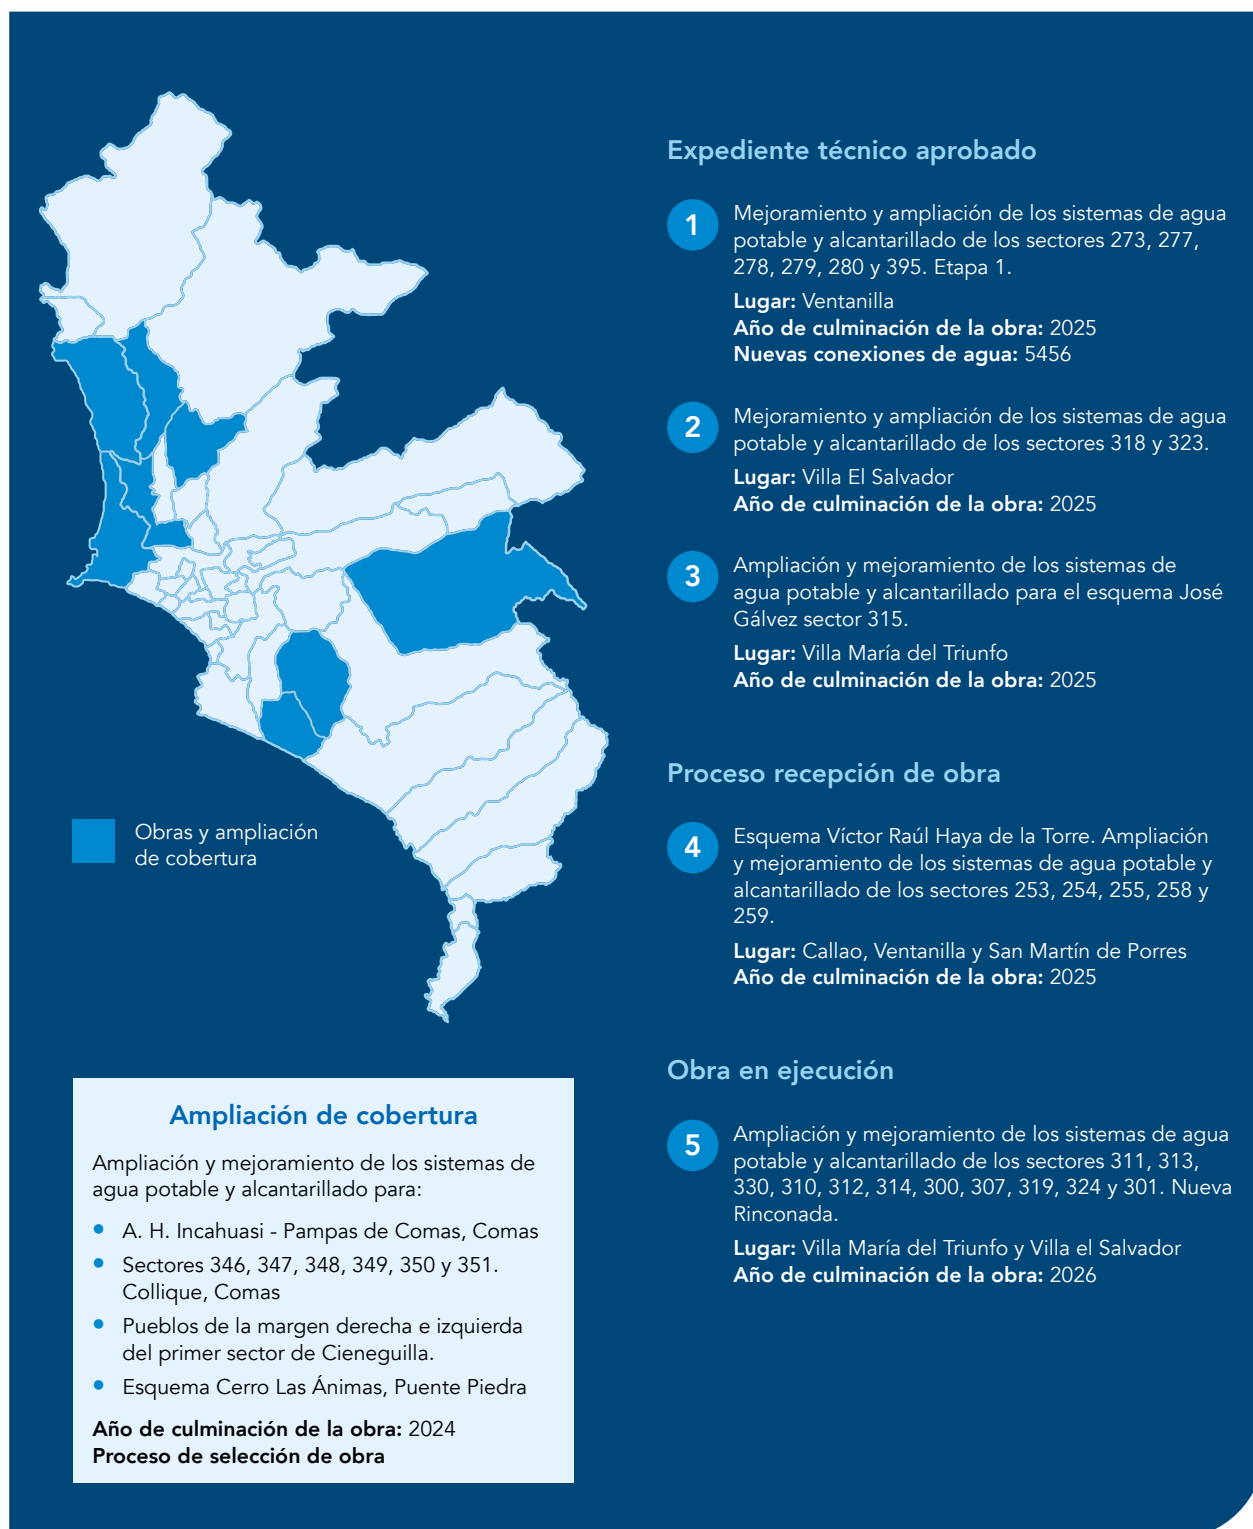 Expediente técnico aprobado
1
Mejoramiento y ampliación de los sistemas de agua
potable y alcantarillado de los sectores 273, 277,
278, 279, 280 y 395. Etapa 1.
Lugar: Ventanilla
Año de culminación de la obra: 2025
Nuevas conexiones de agua: 5456
2
Mejoramiento y ampliación de los sistemas de agua
potable y alcantarillado de los sectores 318 y 323.
Lugar: Villa El Salvador
Año de culminación de la obra: 2025
3
Ampliación y mejoramiento de los sistemas de
agua potable y alcantarillado para el esquema José
Gálvez sector 315.
Lugar: Villa María del Triunfo
Año de culminación de la obra: 2025
Proceso recepción de obra
4
Esquema Víctor Raúl Haya de la Torre. Ampliación
y mejoramiento de los sistemas de agua potable y
alcantarillado de los sectores 253, 254, 255, 258 y
259.
Lugar: Callao, Ventanilla y San Martín de Porres
Año de culminación de la obra: 2025
Obra en ejecución
5
Ampliación y mejoramiento de los sistemas de agua
potable y alcantarillado de los sectores 311, 313,
330, 310, 312, 314, 300, 307, 319, 324 y 301. Nueva
Rinconada.
Lugar: Villa María del Triunfo y Villa el Salvador
Año de culminación de la obra: 2026
Obras y ampliación
de cobertura
Ampliación de cobertura
Ampliación y mejoramiento de los sistemas de
agua potable y alcantarillado para:
• A. H. Incahuasi - Pampas de Comas, Comas
• Sectores 346, 347, 348, 349, 350 y 351.
Collique, Comas
• Pueblos de la margen derecha e izquierda
del primer sector de Cieneguilla.
• Esquema Cerro Las Ánimas, Puente Piedra
Año de culminación de la obra: 2024
Proceso de selección de obra